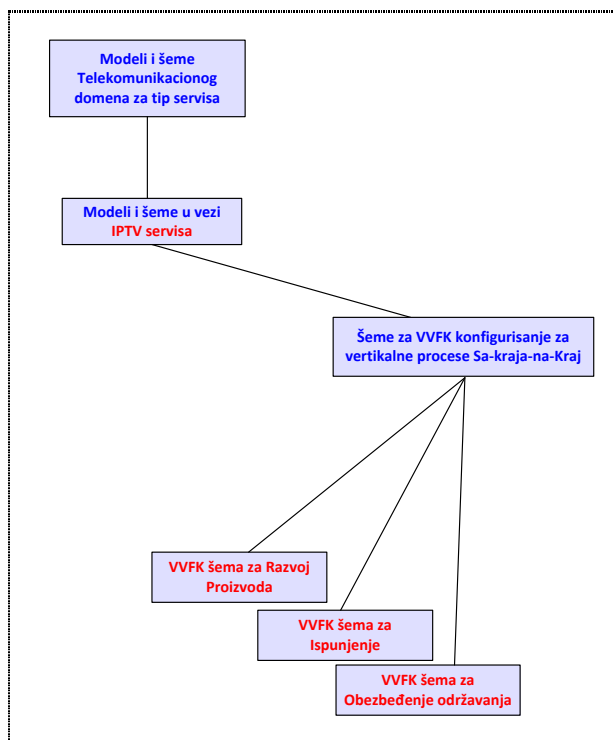 Modeli i šeme
Telekomunikacionog
domena za tip servisa
Modeli i šeme u vezi
IPTV servisa
Šeme za VVFK konfigurisanje za
vertikalne procese Sa-kraja-na-Kraj
VVFK šema za Razvoj
Proizvoda
VVFK šema za
Ispunjenje
VVFK šema za
Obezbeđenje održavanja